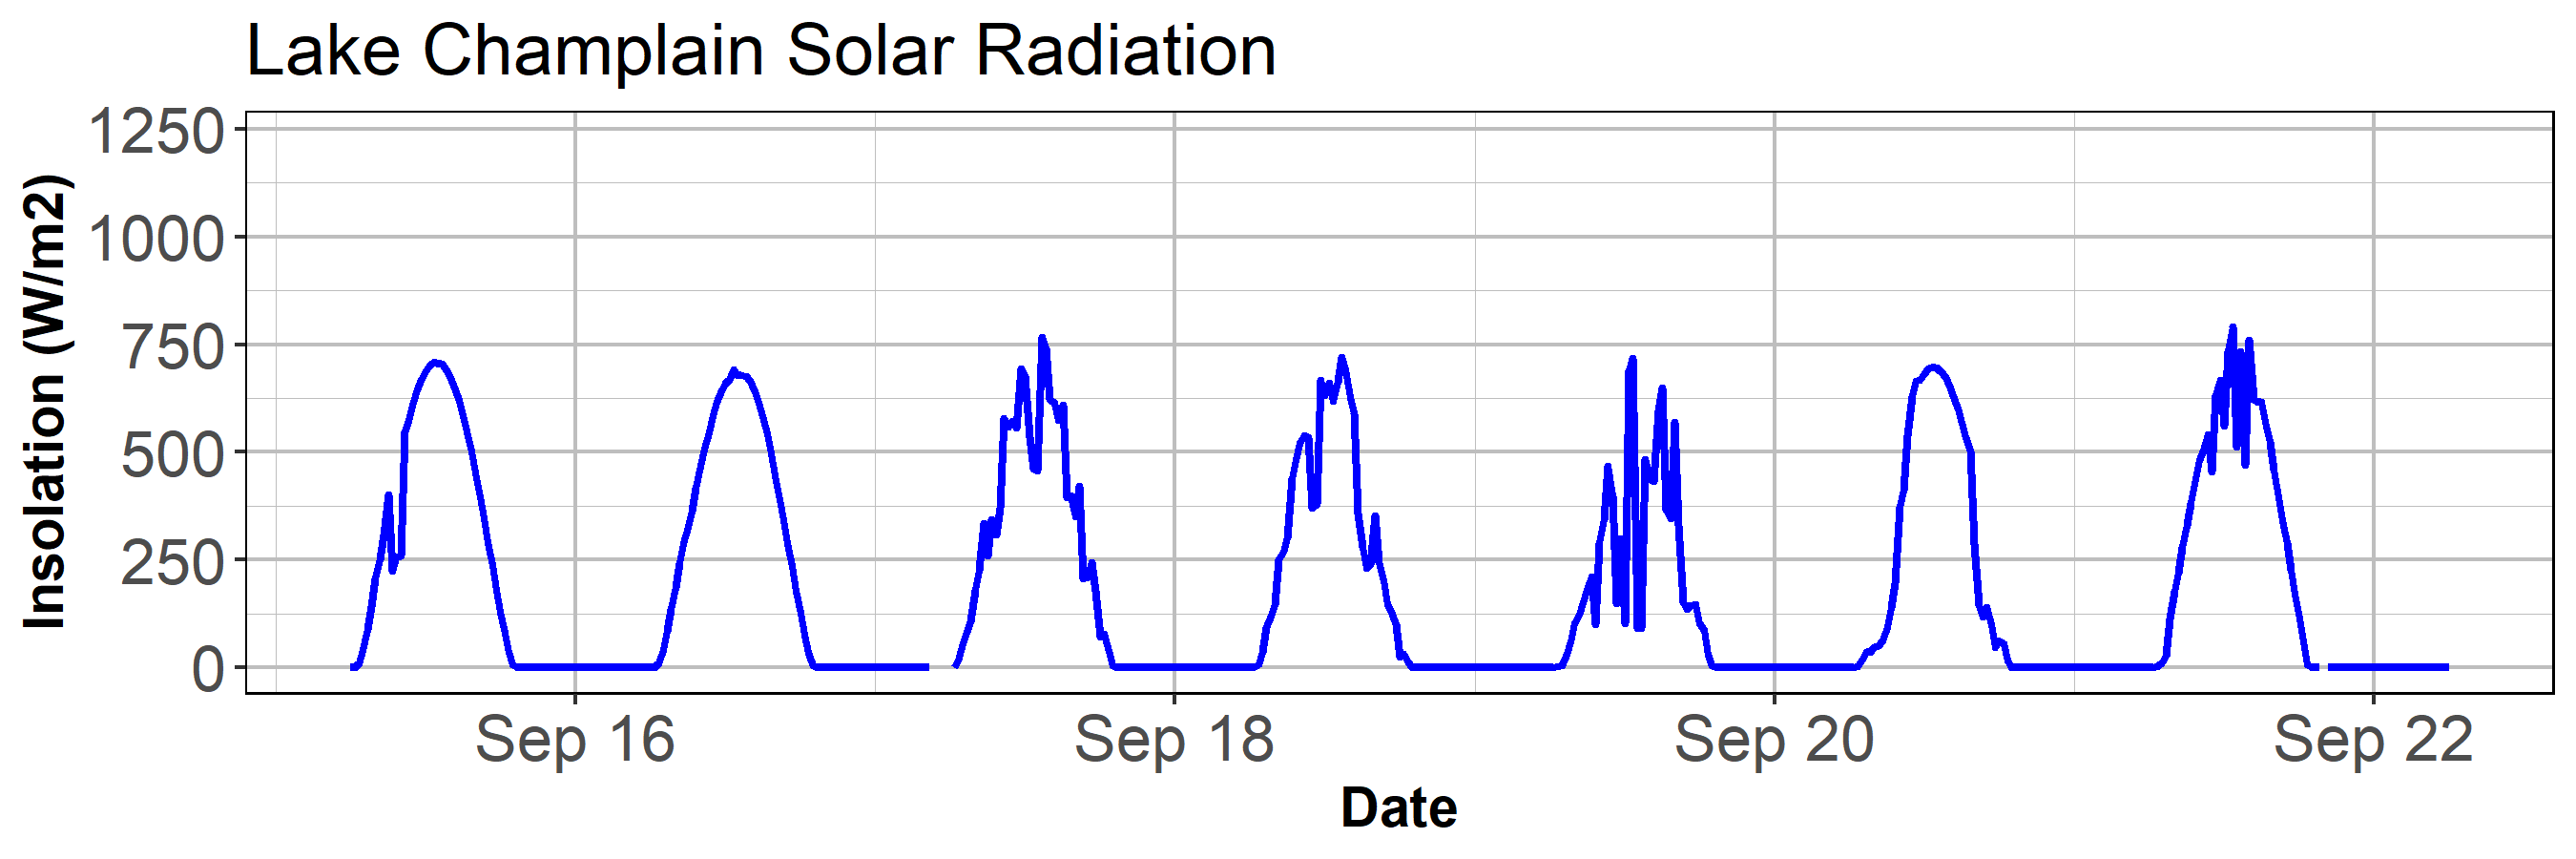 Lake Champlain Solar Radiation
Insolation (W/m2)
1250
1000
750
500
250
0
Sep 16 Sep 18 Sep 20 Sep 22
Date